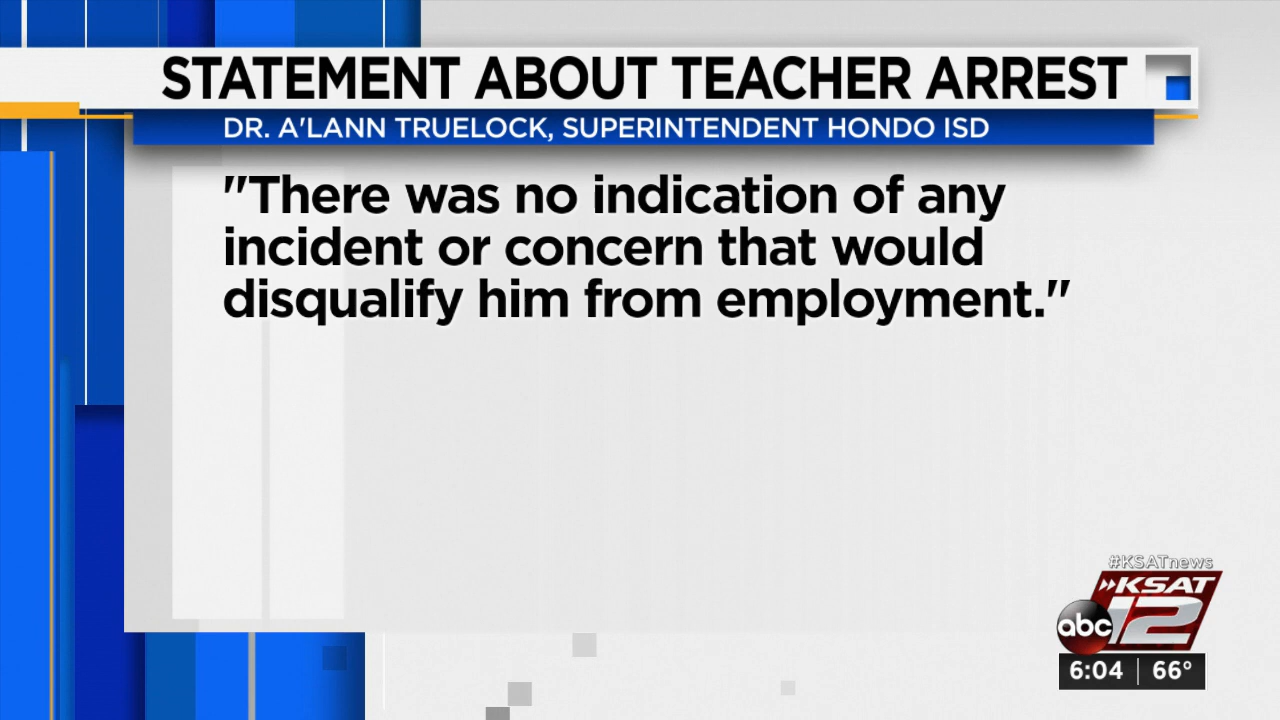 STATEMENT ABOUT TEACHER ARREST
DR. A'LANN TRUELOCK, SUPERINTENDENT HONDO ISD
"There was no indication of any
incident or concern that would
disqualify him from employment."
#KSATnews
KSAT
abc 12
6:04 66°